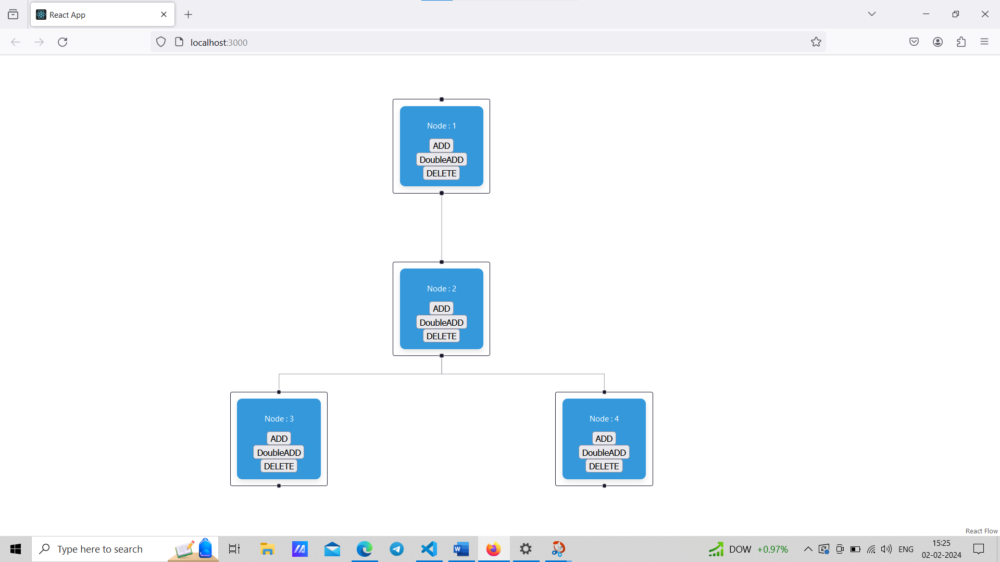 React App
localhost:3000
Node : 1
ADD
DoubleADD
DELETE
Node : 2
ADD
DoubleADD
DELETE
Node : 3
ADD
DoubleADD
DELETE
Node : 4
ADD
DoubleADD
DELETE
React Flow
Type here to search
DOW +0.97%
ENG
15:25
02-02-2024